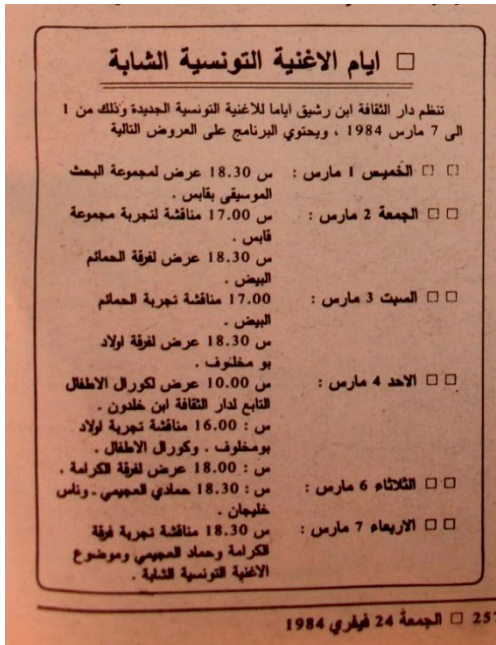 □ ايام الاغنية التونسية الشابة
تنظم دار الثقافة ابن رشيق اياما للاغنية التونسية الجديدة وذلك من 1
الى 7 مارس 1984 ، ويحتوي البرنامج على العروض التالية
□ □ الخميس 1 مارس : س 18.30 عرض لمجموعة البحث
الموسيقى بقابس .
□ □ الجمعة 2 مارس : س 17.00 مناقشة لتجربة مجموعة
قابس .
س 18.30 عرض لفرقة الحمائم
البيض .
□ □ السبت 3 مارس : 17.00 مناقشة تجربة الحمائم
البيض .
س 18.30 عرض لفرقة اولاد
بو مخلوف .
□ □ الاحد 4 مارس : س 10.00 عرض لكورال الاطفال
التابع لدار الثقافة ابن خلدون .
س : 16.00 مناقشة تجربة اولاد
بومخلوف . وكورال الاطفال .
س : 18.00 عرض لفرقة الكرامة .
□ □ الثلاثاء 6 مارس : س : 18.30 حمادي العجيمي ـ وناس
خليجان .
□ □ الاربعاء 7 مارس : س 18.30 مناقشة تجربة فرقة
الكرامة وحماد العجيمي وموضوع
الاغنية التونسية الشابة .
257 □ الجمعة 24 فيفري 1984